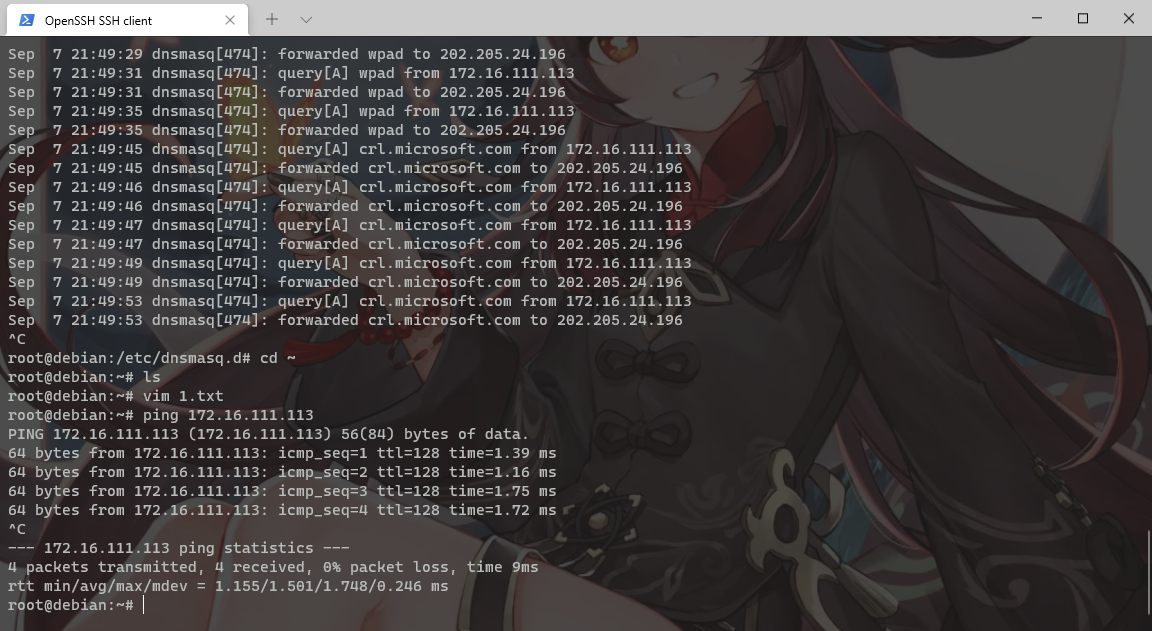 OpenSSH SSH client
Sep  7 21:49:29 dnsmasq[474]: forwarded wpad to 202.205.24.196
Sep  7 21:49:31 dnsmasq[474]: query[A] wpad from 172.16.111.113
Sep  7 21:49:31 dnsmasq[474]: forwarded wpad to 202.205.24.196
Sep  7 21:49:35 dnsmasq[474]: query[A] wpad from 172.16.111.113
Sep  7 21:49:35 dnsmasq[474]: forwarded wpad to 202.205.24.196
Sep  7 21:49:45 dnsmasq[474]: query[A] crl.microsoft.com from 172.16.111.113
Sep  7 21:49:45 dnsmasq[474]: forwarded crl.microsoft.com to 202.205.24.196
Sep  7 21:49:46 dnsmasq[474]: query[A] crl.microsoft.com from 172.16.111.113
Sep  7 21:49:46 dnsmasq[474]: forwarded crl.microsoft.com to 202.205.24.196
Sep  7 21:49:47 dnsmasq[474]: query[A] crl.microsoft.com from 172.16.111.113
Sep  7 21:49:47 dnsmasq[474]: forwarded crl.microsoft.com to 202.205.24.196
Sep  7 21:49:49 dnsmasq[474]: query[A] crl.microsoft.com from 172.16.111.113
Sep  7 21:49:49 dnsmasq[474]: forwarded crl.microsoft.com to 202.205.24.196
Sep  7 21:49:53 dnsmasq[474]: query[A] crl.microsoft.com from 172.16.111.113
Sep  7 21:49:53 dnsmasq[474]: forwarded crl.microsoft.com to 202.205.24.196
^C
root@debian:/etc/dnsmasq.d# cd ~
root@debian:~# ls
root@debian:~# vim 1.txt
root@debian:~# ping 172.16.111.113
PING 172.16.111.113 (172.16.111.113) 56(84) bytes of data.
64 bytes from 172.16.111.113: icmp_seq=1 ttl=128 time=1.39 ms
64 bytes from 172.16.111.113: icmp_seq=2 ttl=128 time=1.16 ms
64 bytes from 172.16.111.113: icmp_seq=3 ttl=128 time=1.75 ms
64 bytes from 172.16.111.113: icmp_seq=4 ttl=128 time=1.72 ms
^C
--- 172.16.111.113 ping statistics ---
4 packets transmitted, 4 received, 0% packet loss, time 9ms
rtt min/avg/max/mdev = 1.155/1.501/1.748/0.246 ms
root@debian:~#